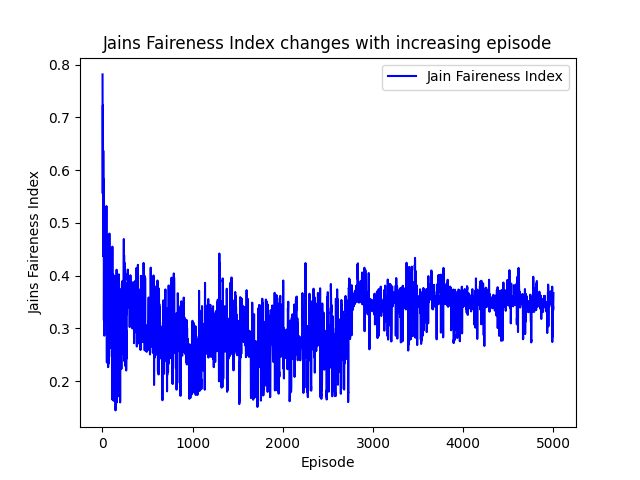 Jains Faireness Index changes with increasing episode
Jain Faireness Index
Jains Faireness Index
0.8
0.7
0.6
0.5
0.4
0.3
0.2
0 1000 2000 3000 4000 5000
Episode